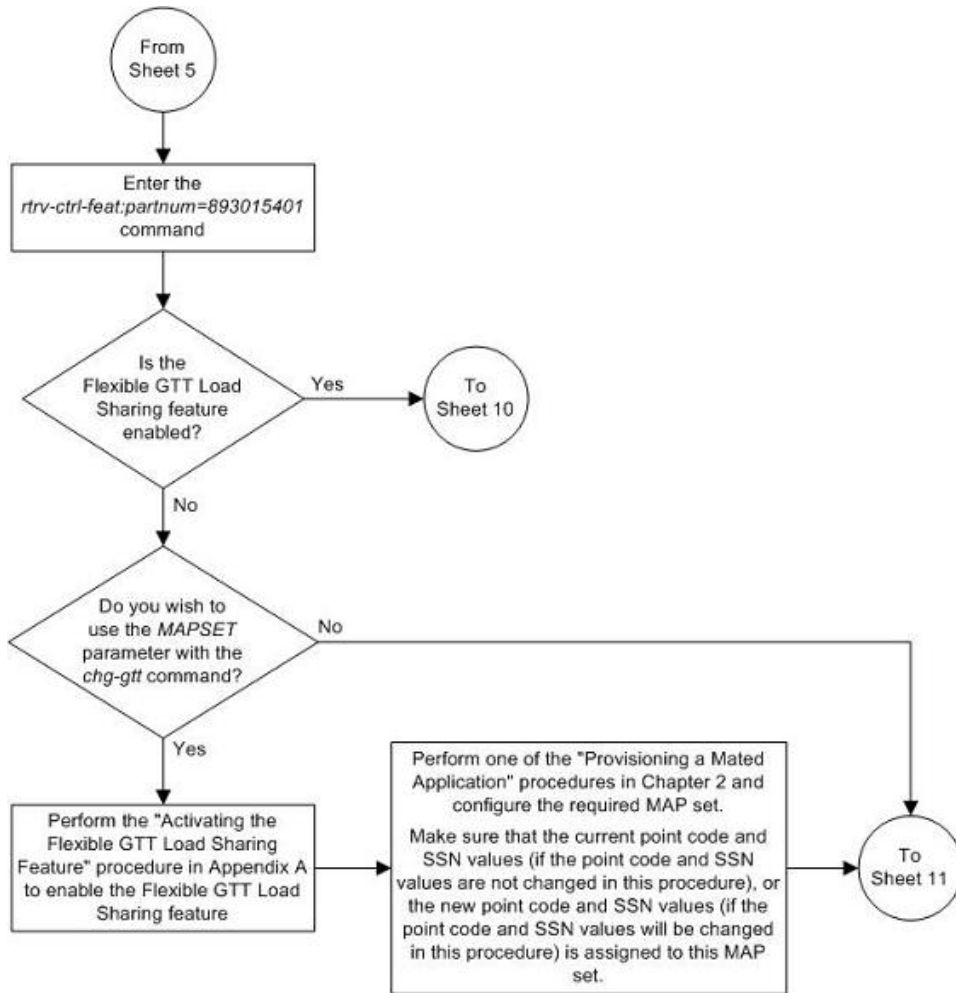 From
Sheet 5
Enter the
rtrv-ctrl-feat:partnum=893015401
command
Is the
Flexible GTT Load
Sharing feature
enabled?
Yes
To
Sheet 10
No
Do you wish to
use the MAPSET
parameter with the
chg-gtt command?
No
Yes
Perform the "Activating the
Flexible GTT Load Sharing
Feature" procedure in Appendix A
to enable the Flexible GTT Load
Sharing feature
Perform one of the "Provisioning a Mated
Application" procedures in Chapter 2 and
configure the required MAP set.
Make sure that the current point code and
SSN values (if the point code and SSN
values are not changed in this procedure), or
the new point code and SSN values (if the
point code and SSN values will be changed
in this procedure) is assigned to this MAP
set.
To
Sheet 11